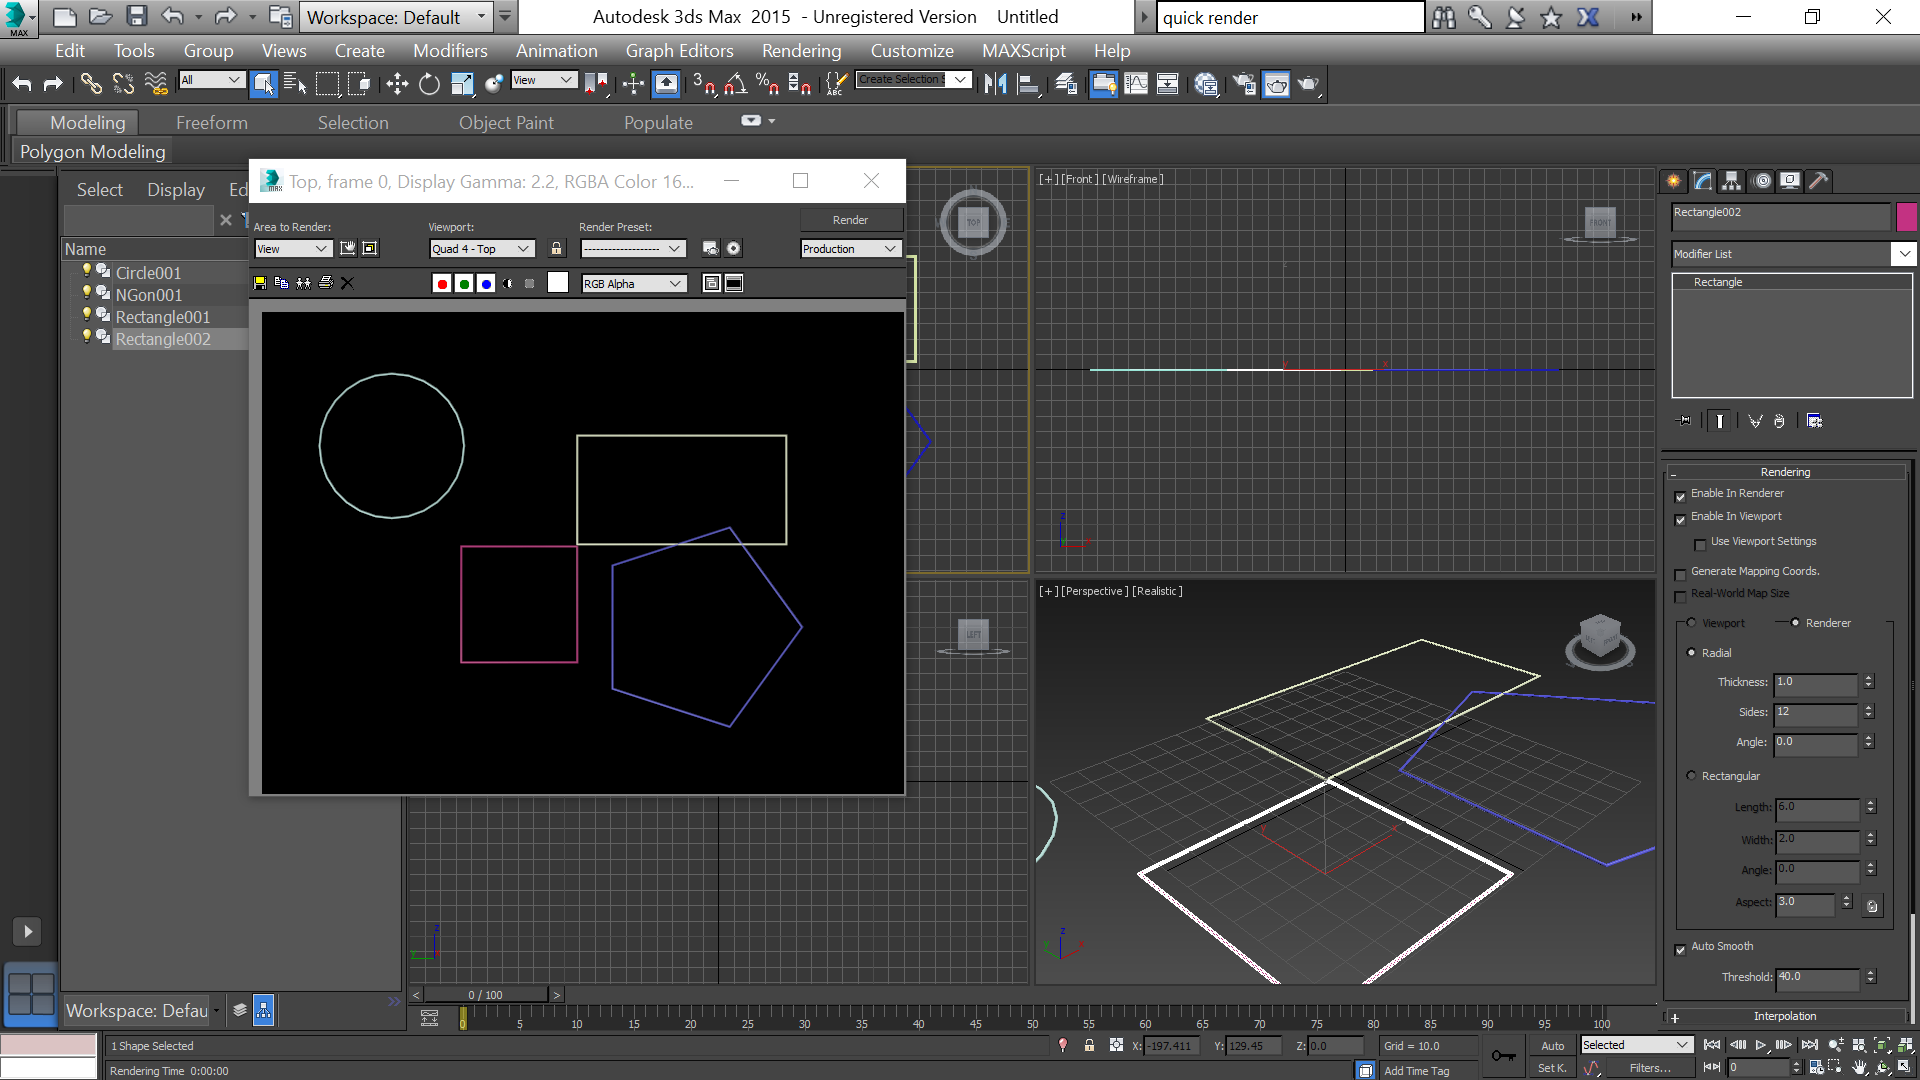 Workspace: Default
Autodesk 3ds Max 2015 - Unregistered Version Untitled
quick render
MAX
Edit Tools Group Views Create Modifiers Animation Graph Editors Rendering Customize MAXScript Help
All
View
3
%
ABC
Create Selection S
Modeling Freeform Selection Object Paint Populate
Polygon Modeling
Select Display Ed
Name
Circle001
NGon001
Rectangle001
Rectangle002
Top, frame 0, Display Gamma: 2.2, RGBA Color 16...
Area to Render:
View
Viewport:
Quad 4 - Top
Render Preset:
Render
Production
RGB Alpha
TOP
[+] [Front] [Wireframe]
FRONT
y x
z
LEFT
z
y
[+] [Perspective] [Realistic]
y x
z
y x
Rectangle002
Modifier List
Rectangle
- Rendering
Enable In Renderer
Enable In Viewport
Use Viewport Settings
Generate Mapping Coords.
Real-World Map Size
Viewport Renderer
Radial
Thickness: 1.0
Sides: 12
Angle: 0.0
Rectangular
Length: 6.0
Width: 2.0
Angle: 0.0
Aspect: 3.0
Auto Smooth
Threshold: 40.0
+ Interpolation
Workspace: Defau
< 0 / 100 >
0 5 10 15 20 25 30 35 40 45 50 55 60 65 70 75 80 85 90 95 100
1 Shape Selected
X: -197.411 Y: 129.45 Z: 0.0 Grid = 10.0
Auto Selected
Rendering Time 0:00:00
Add Time Tag
Set K. Filters... 0